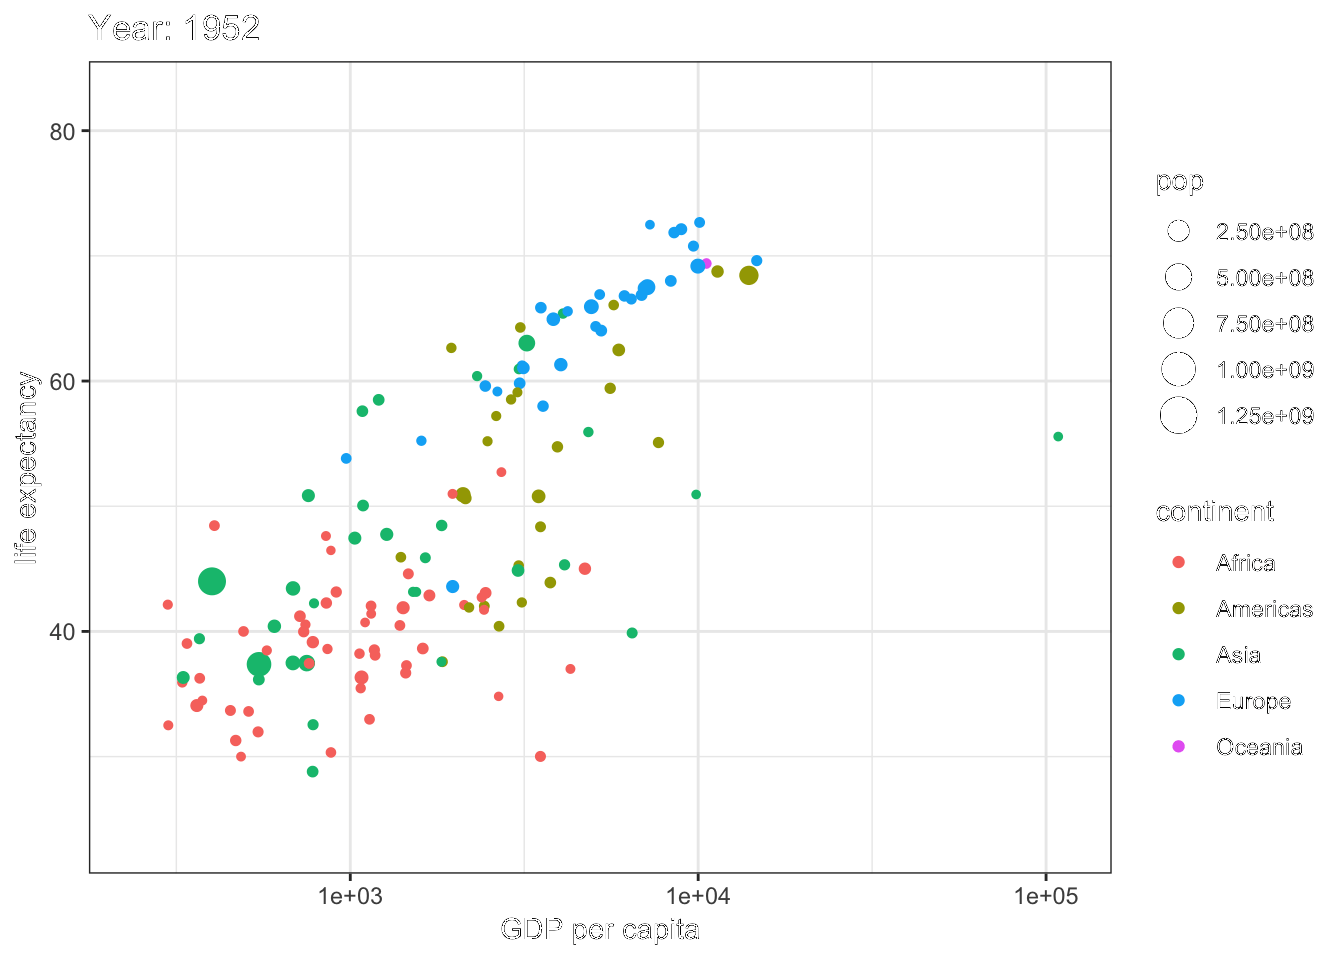 Year: 1952
80
60
40
life expectancy
1e+03
1e+04
1e+05
GDP per capita
pop
2.50e+08
5.00e+08
7.50e+08
1.00e+09
1.25e+09
continent
Africa
Americas
Asia
Europe
Oceania